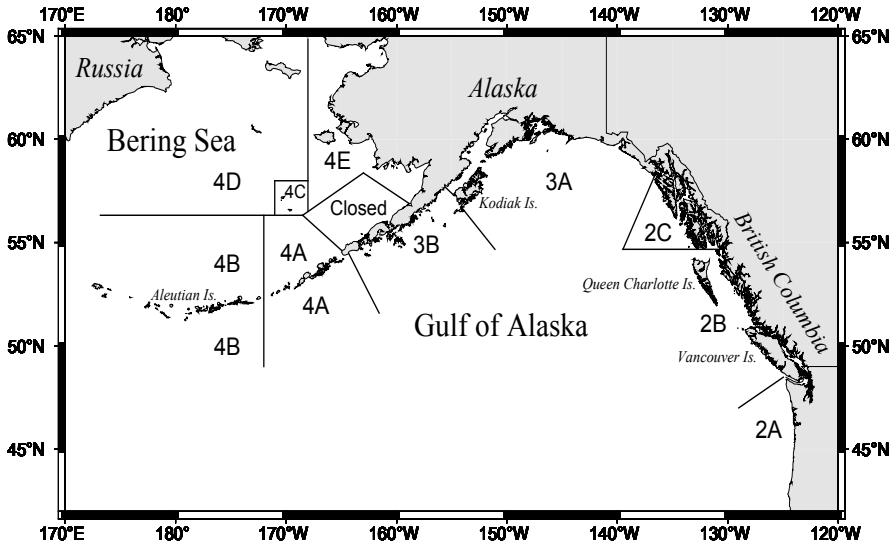 170°E 180° 170°W 160°W 150°W 140°W 130°W 120°W
65°N 65°N
Russia
Alaska
60°N 60°N
Bering Sea
4E
4D
4C
3A
Closed
Kodiak Is.
55°N 55°N
4B
4A
3B
2C
British Columbia
Queen Charlotte Is.
Aleutian Is.
4A
Gulf of Alaska
2B
50°N 50°N
4B
Vancouver Is.
2A
45°N 45°N
170°E 180° 170°W 160°W 150°W 140°W 130°W 120°W